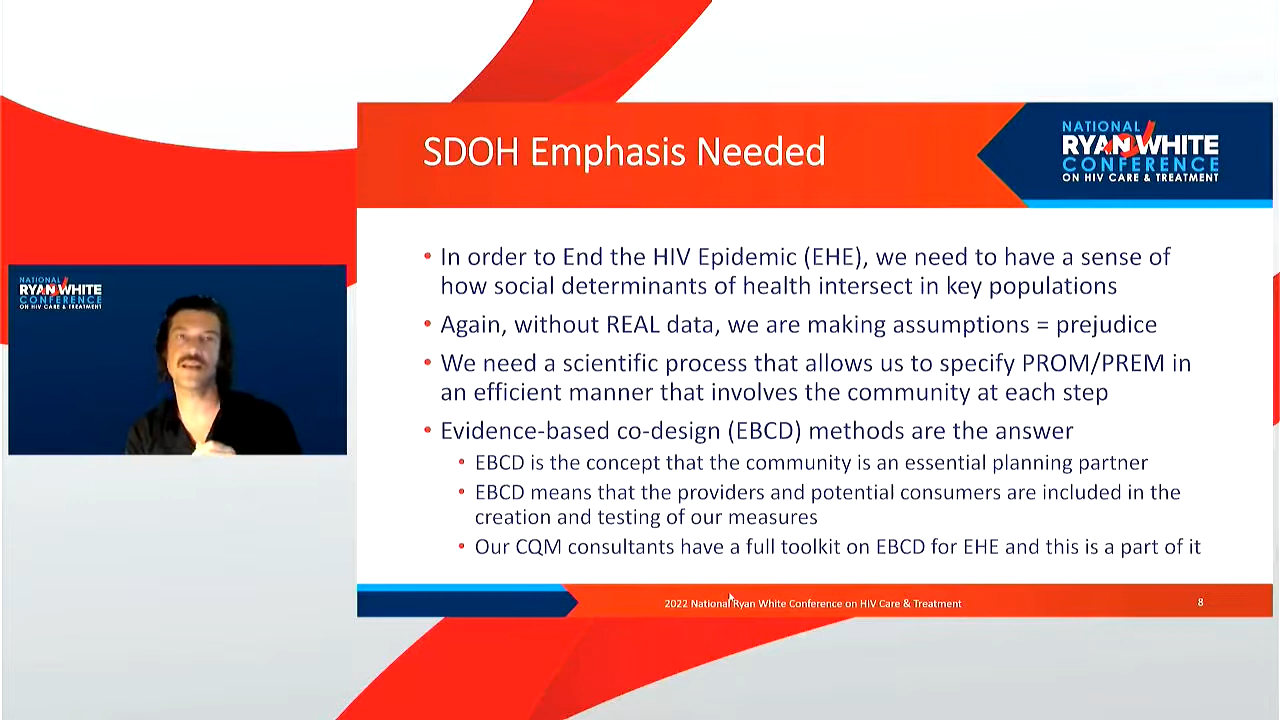 SDOH Emphasis Needed
NATIONAL
RYAN WHITE
CONFERENCE
ON HIV CARE & TREATMENT
• In order to End the HIV Epidemic (EHE), we need to have a sense of
how social determinants of health intersect in key populations
• Again, without REAL data, we are making assumptions = prejudice
• We need a scientific process that allows us to specify PROM/PREM in
an efficient manner that involves the community at each step
• Evidence-based co-design (EBCD) methods are the answer
• EBCD is the concept that the community is an essential planning partner
• EBCD means that the providers and potential consumers are included in the
creation and testing of our measures
• Our CQM consultants have a full toolkit on EBCD for EHE and this is a part of it
2022 National Ryan White Conference on HIV Care & Treatment
8
NATIONAL
RYAN WHITE
CONFERENCE
ON HIV CARE & TREATMENT